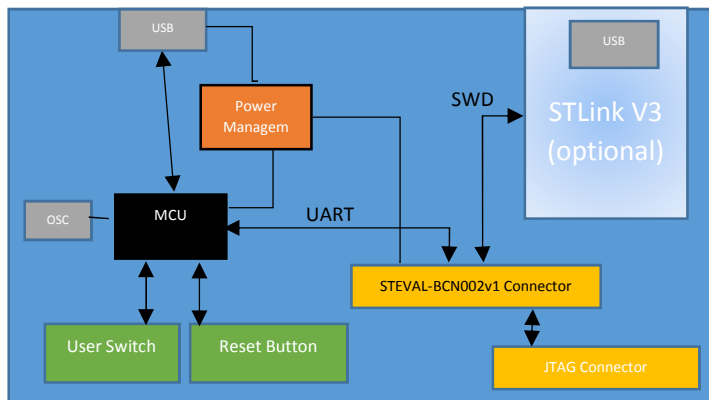 USB
USB
Power
Managem
SWD
STLink V3
(optional)
OSC
MCU
UART
STEVAL-BCN002v1 Connector
User Switch
Reset Button
JTAG Connector